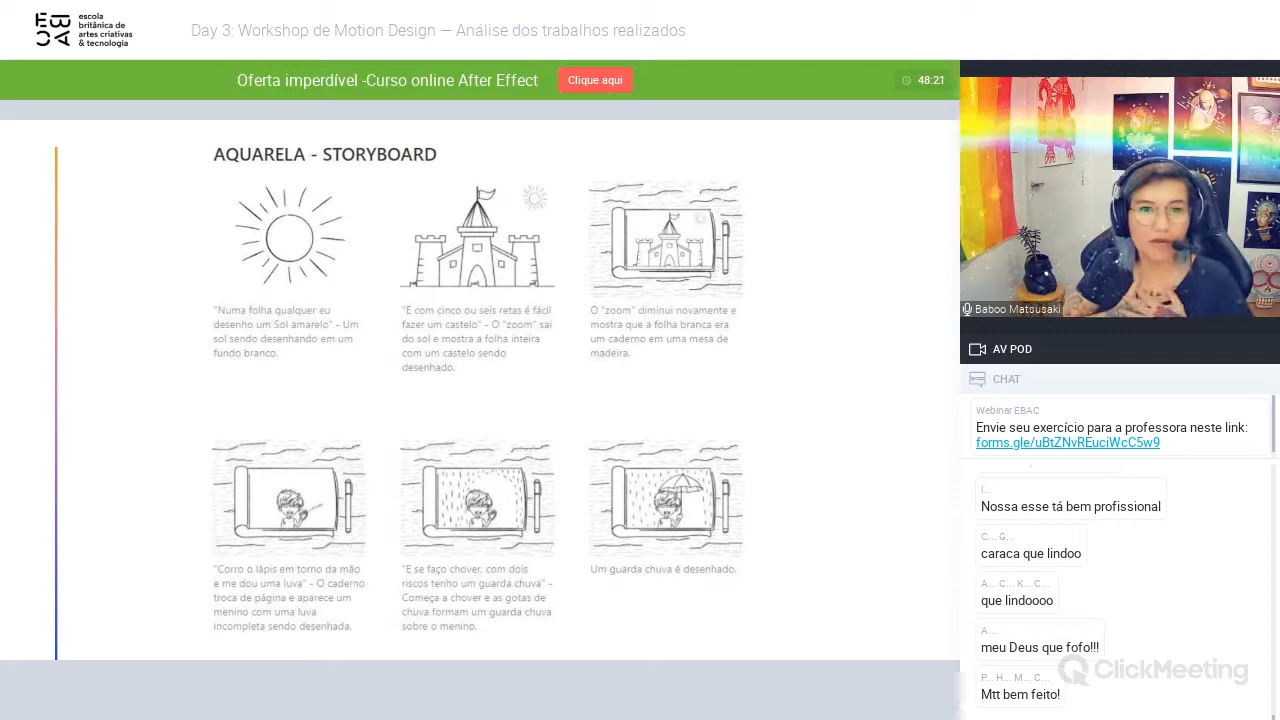 EBAC
escola
britânica de
artes criativas
& tecnologia
Day 3: Workshop de Motion Design — Análise dos trabalhos realizados
Oferta imperdível -Curso online After Effect
Clique aqui
48:21
AQUARELA - STORYBOARD
"Numa folha qualquer eu
desenho um Sol amarelo" - Um
sol sendo desenhando em um
fundo branco.
"E com cinco ou seis retas é fácil
fazer um castelo" - O "zoom" sai
do sol e mostra a folha inteira
com um castelo sendo
desenhado.
O "zoom" diminui novamente e
mostra que a folha branca era
um caderno em uma mesa de
madeira.
"Corro o lápis em torno da mão
e me dou uma luva" - O caderno
troca de página e aparece um
menino com uma luva
incompleta sendo desenhada.
"E se faço chover, com dois
riscos tenho um guarda chuva" -
Começa a chover e as gotas de
chuva formam um guarda chuva
sobre o menino.
Um guarda chuva é desenhado.
Baboo Matsusaki
AV POD
CHAT
Webinar EBAC
Envie seu exercício para a professora neste link:
forms.gle/uBtZNvREuciWcC5w9
I...
Nossa esse tá bem profissional
C... G...
caraca que lindoo
A... C... K... C...
que lindoooo
A...
meu Deus que fofo!!!
P... H... M... C...
Mtt bem feito!
ClickMeeting